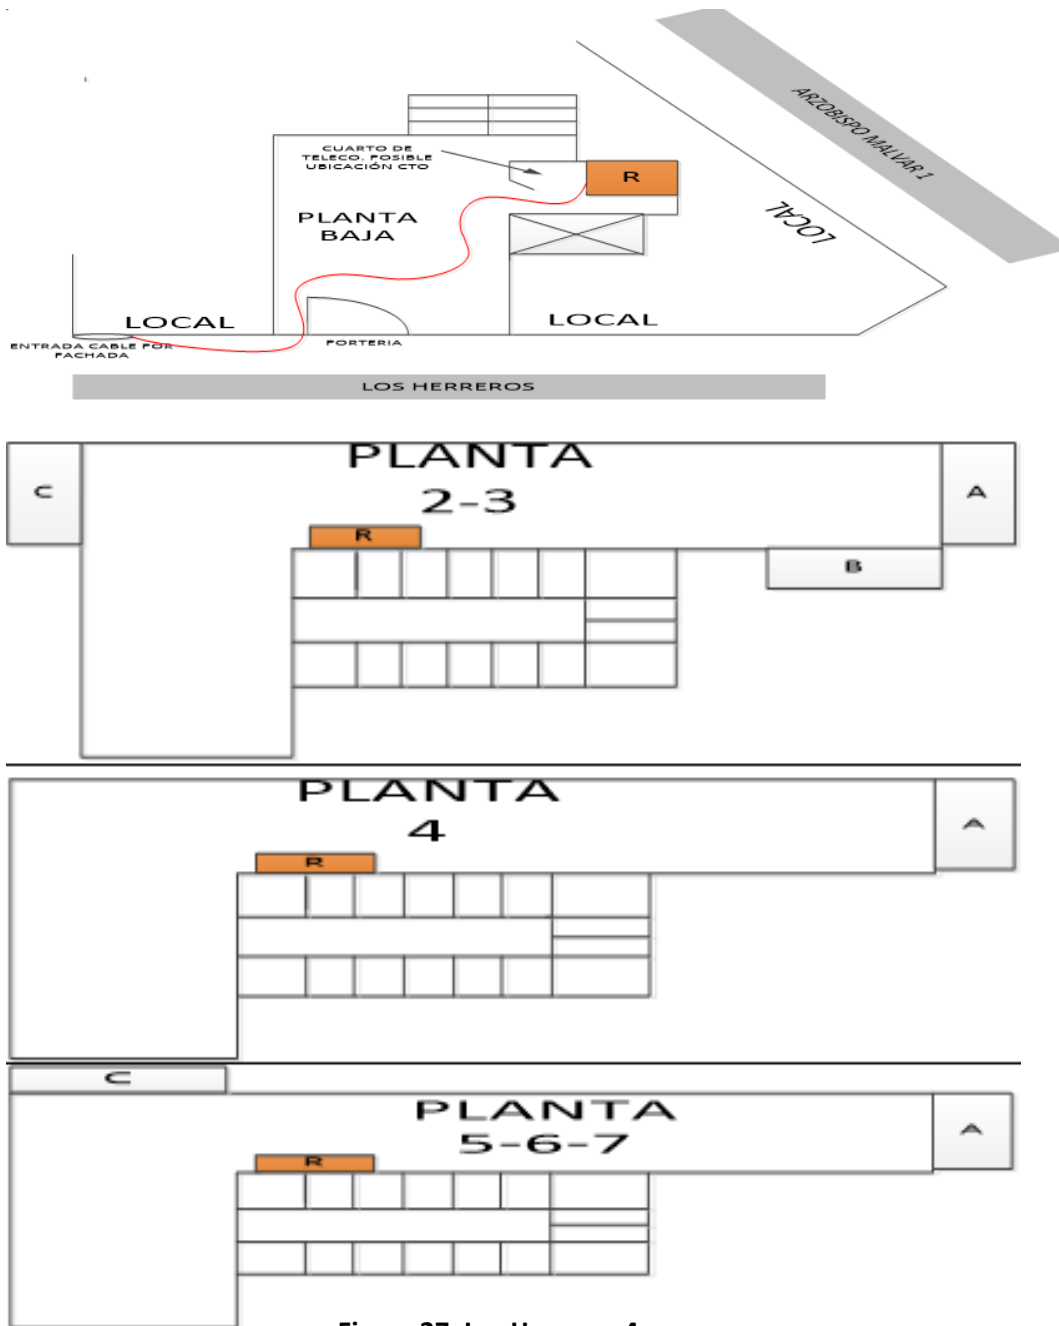 ARZOBISPO MALVAR 1
CUARTO DE
TELECO. POSIBLE
UBICACIÓN CTO
R
PLANTA
BAJA
LOCAL
LOCAL
LOCAL
ENTRADA CABLE POR
FACHADA
PORTERIA
LOS HERREROS
PLANTA
2-3
C
A
R
B
PLANTA
4
A
R
C
PLANTA
5-6-7
A
R